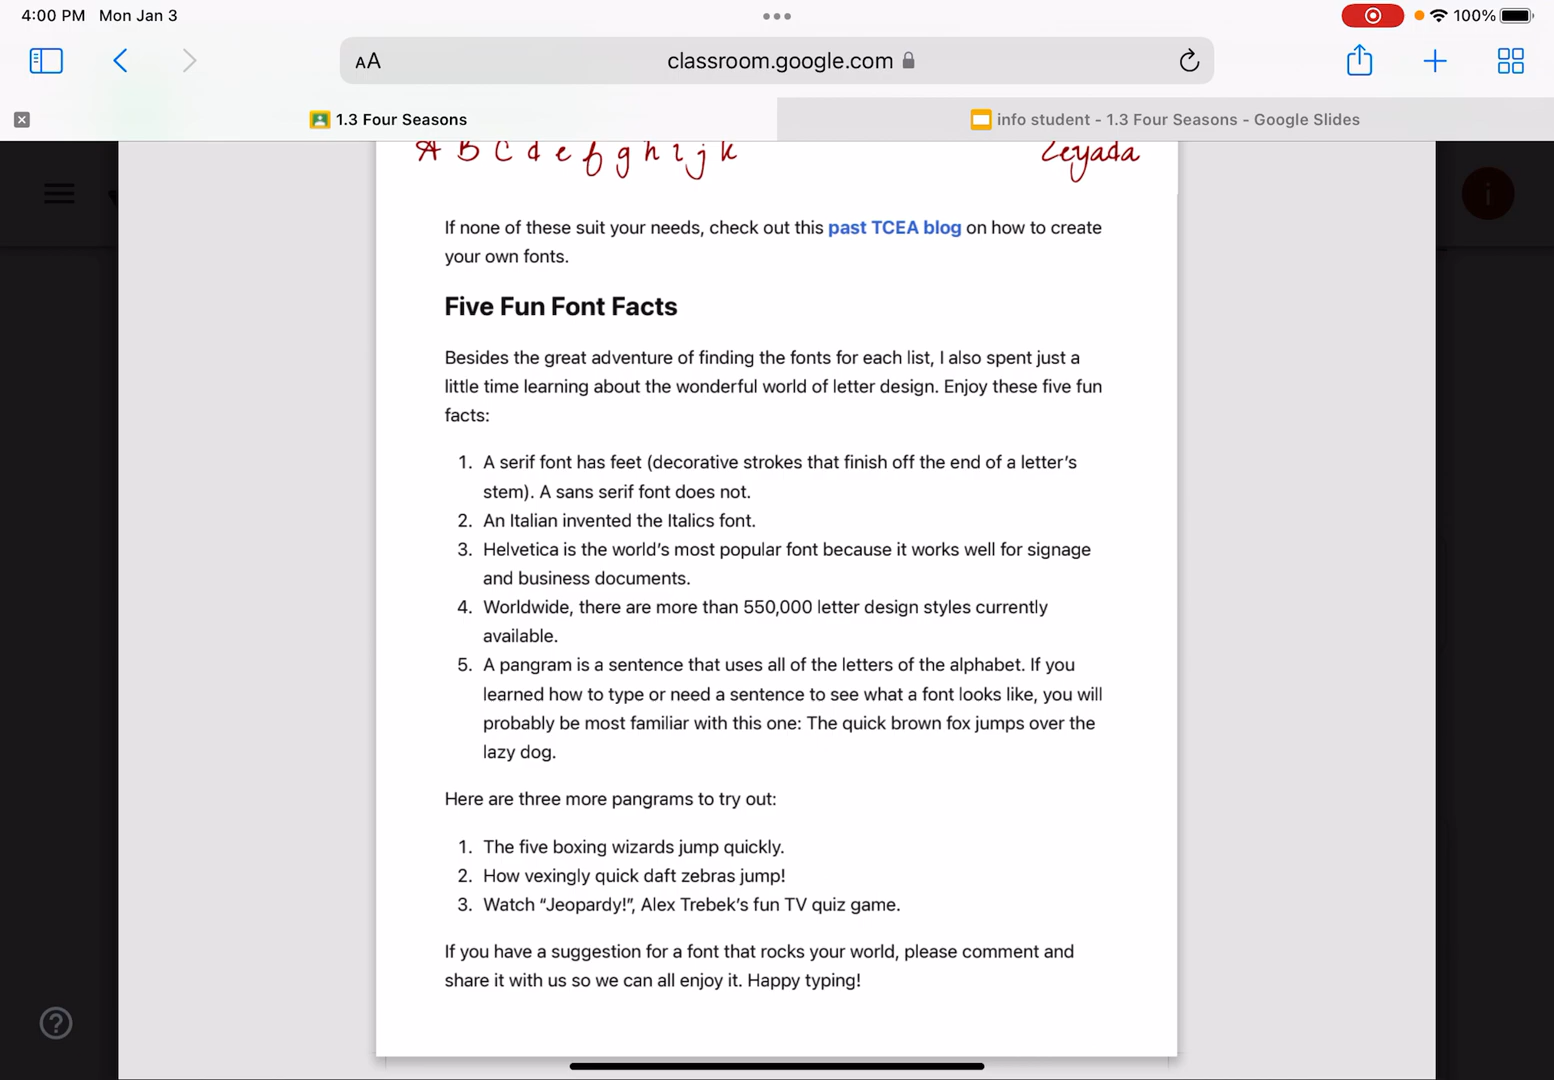 4:00 PM Mon Jan 3
100%
AA
classroom.google.com
1.3 Four Seasons
info student - 1.3 Four Seasons - Google Slides
A B C d e f g h i j k
Zeyada
If none of these suit your needs, check out this past TCEA blog on how to create
your own fonts.
Five Fun Font Facts
Besides the great adventure of finding the fonts for each list, I also spent just a
little time learning about the wonderful world of letter design. Enjoy these five fun
facts:
1. A serif font has feet (decorative strokes that finish off the end of a letter’s
stem). A sans serif font does not.
2. An Italian invented the Italics font.
3. Helvetica is the world’s most popular font because it works well for signage
and business documents.
4. Worldwide, there are more than 550,000 letter design styles currently
available.
5. A pangram is a sentence that uses all of the letters of the alphabet. If you
learned how to type or need a sentence to see what a font looks like, you will
probably be most familiar with this one: The quick brown fox jumps over the
lazy dog.
Here are three more pangrams to try out:
1. The five boxing wizards jump quickly.
2. How vexingly quick daft zebras jump!
3. Watch “Jeopardy!”, Alex Trebek’s fun TV quiz game.
If you have a suggestion for a font that rocks your world, please comment and
share it with us so we can all enjoy it. Happy typing!